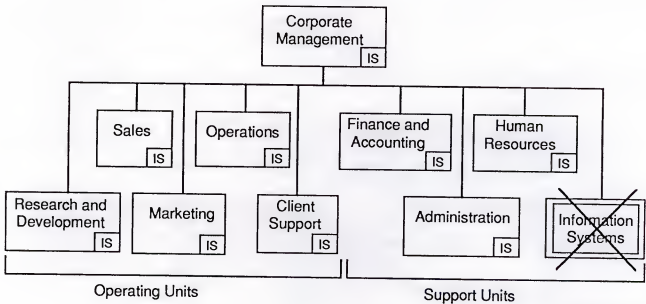 Corporate
Management
IS
Sales
IS
Operations
IS
Finance and
Accounting
IS
Human
Resources
IS
Research and
Development
IS
Marketing
IS
Client
Support
IS
Administration
IS
Information
Systems
Operating Units
Support Units